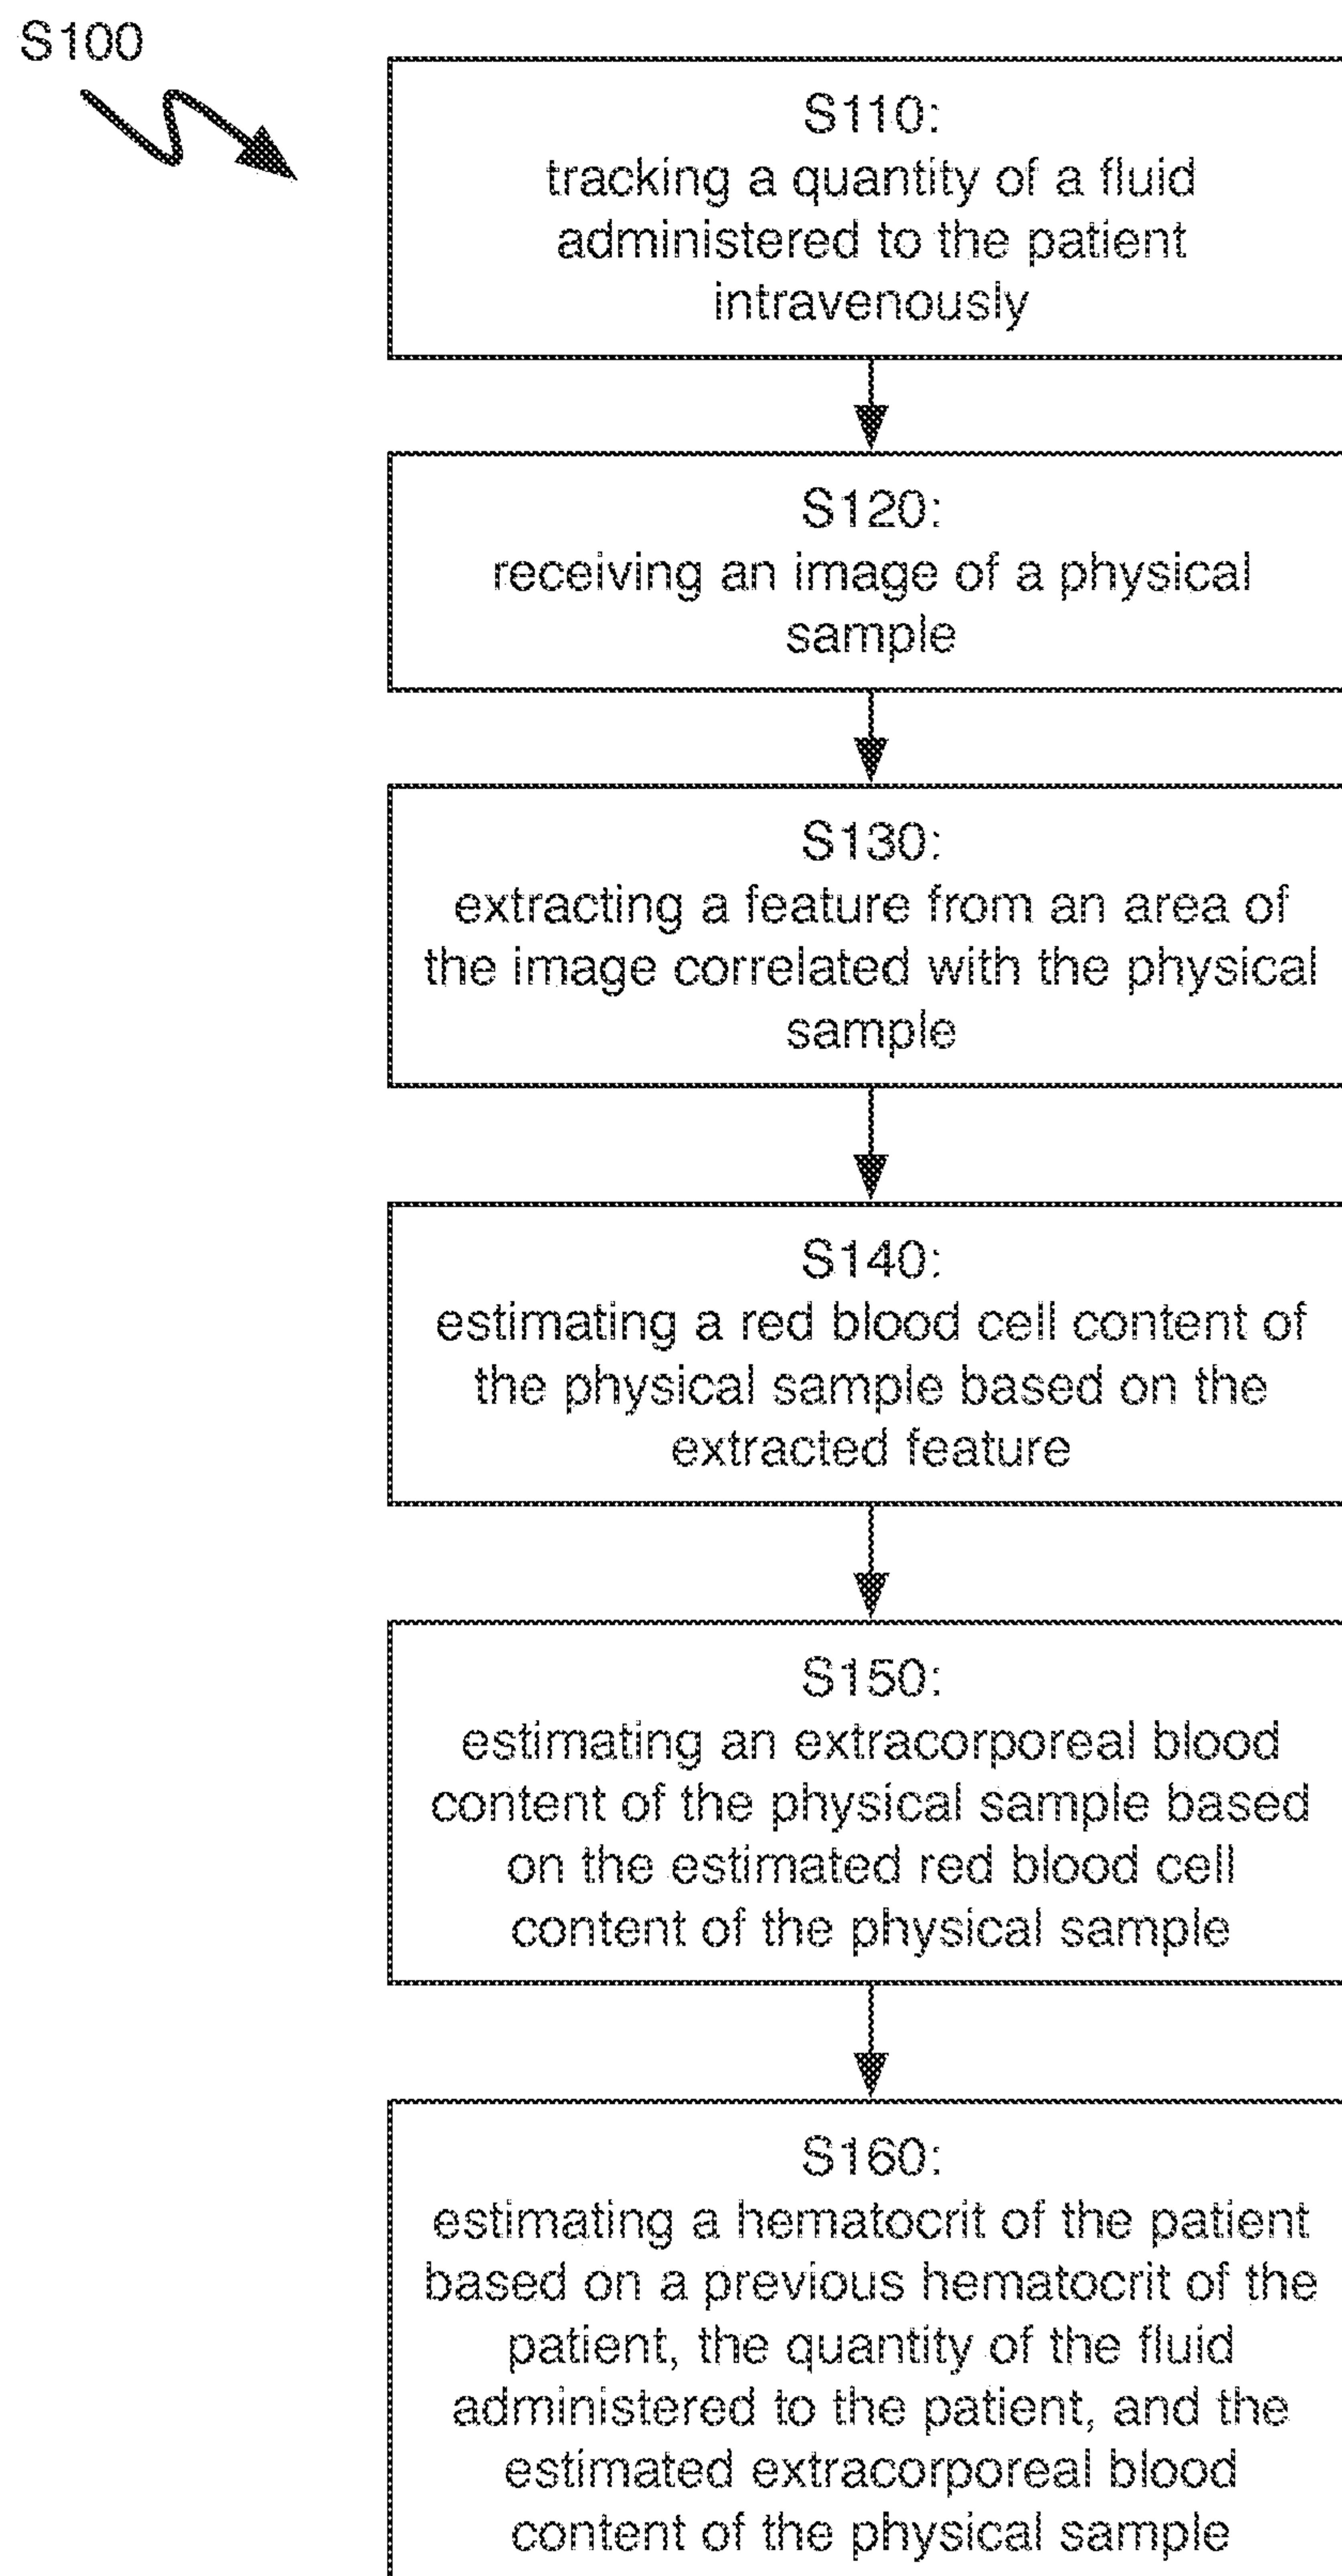 S100
S110:
tracking a quantity of a fluid
administered to the patient
intravenously
S120:
receiving an image of a physical
sample
S130:
extracting a feature from an area of
the image correlated with the physical
sample
S140:
estimating a red blood cell content of
the physical sample based on the
extracted feature
S150:
estimating an extracorporeal blood
content of the physical sample based
on the estimated red blood cell
content of the physical sample
S160:
estimating a hematocrit of the patient
based on a previous hematocrit of the
patient, the quantity of the fluid
administered to the patient, and the
estimated extracorporeal blood
content of the physical sample